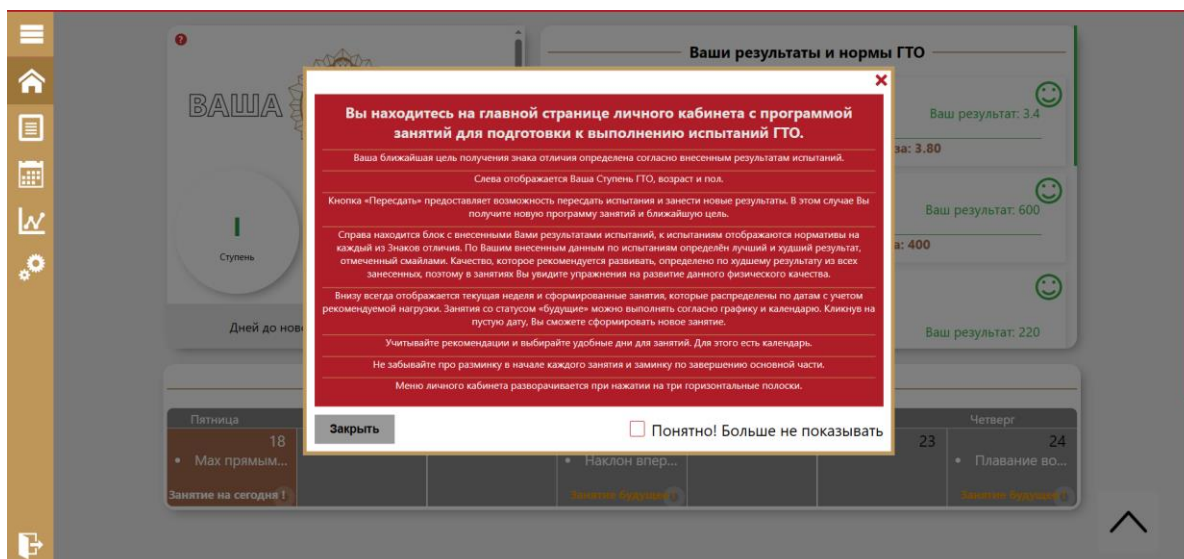 Ваши результаты и нормы ГТО
ВАША
Ваш результат: 3.4
за: 3.80
Ваш результат: 600
а: 400
Ваш результат: 220
I
Ступень
Дней до нов
Вы находитесь на главной странице личного кабинета с программой
занятий для подготовки к выполнению испытаний ГТО.
Ваша ближайшая цель получения знака отличия определена согласно внесенным результатам испытаний.
Слева отображается Ваша Ступень ГТО, возраст и пол.
Кнопка «Пересдать» предоставляет возможность пересдать испытания и занести новые результаты. В этом случае Вы
получите новую программу занятий и ближайшую цель.
Справа находится блок с внесенными Вами результатами испытаний, к испытаниям отображаются нормативы на
каждый из Знаков отличия. По Вашим внесенным данным по испытаниям определён лучший и худший результат,
отмеченный смайлами. Качество, которое рекомендуется развивать, определено по худшему результату из всех
занесенных, поэтому в занятиях Вы увидите упражнения на развитие данного физического качества.
Внизу всегда отображается текущая неделя и сформированные занятия, которые распределены по датам с учетом
рекомендуемой нагрузки. Занятия со статусом «будущие» можно выполнять согласно графику и календарю. Кликнув на
пустую дату, Вы сможете сформировать новое занятие.
Учитывайте рекомендации и выбирайте удобные дни для занятий. Для этого есть календарь.
Не забывайте про разминку в начале каждого занятия и заминку по завершению основной части.
Меню личного кабинета разворачивается при нажатии на три горизонтальные полоски.
Закрыть
Понятно! Больше не показывать
Пятница
Четверг
18
23
24
Мах прямым...
Наклон впер...
Плавание во...
Занятие на сегодня !
Занятие будущее
Занятие будущее